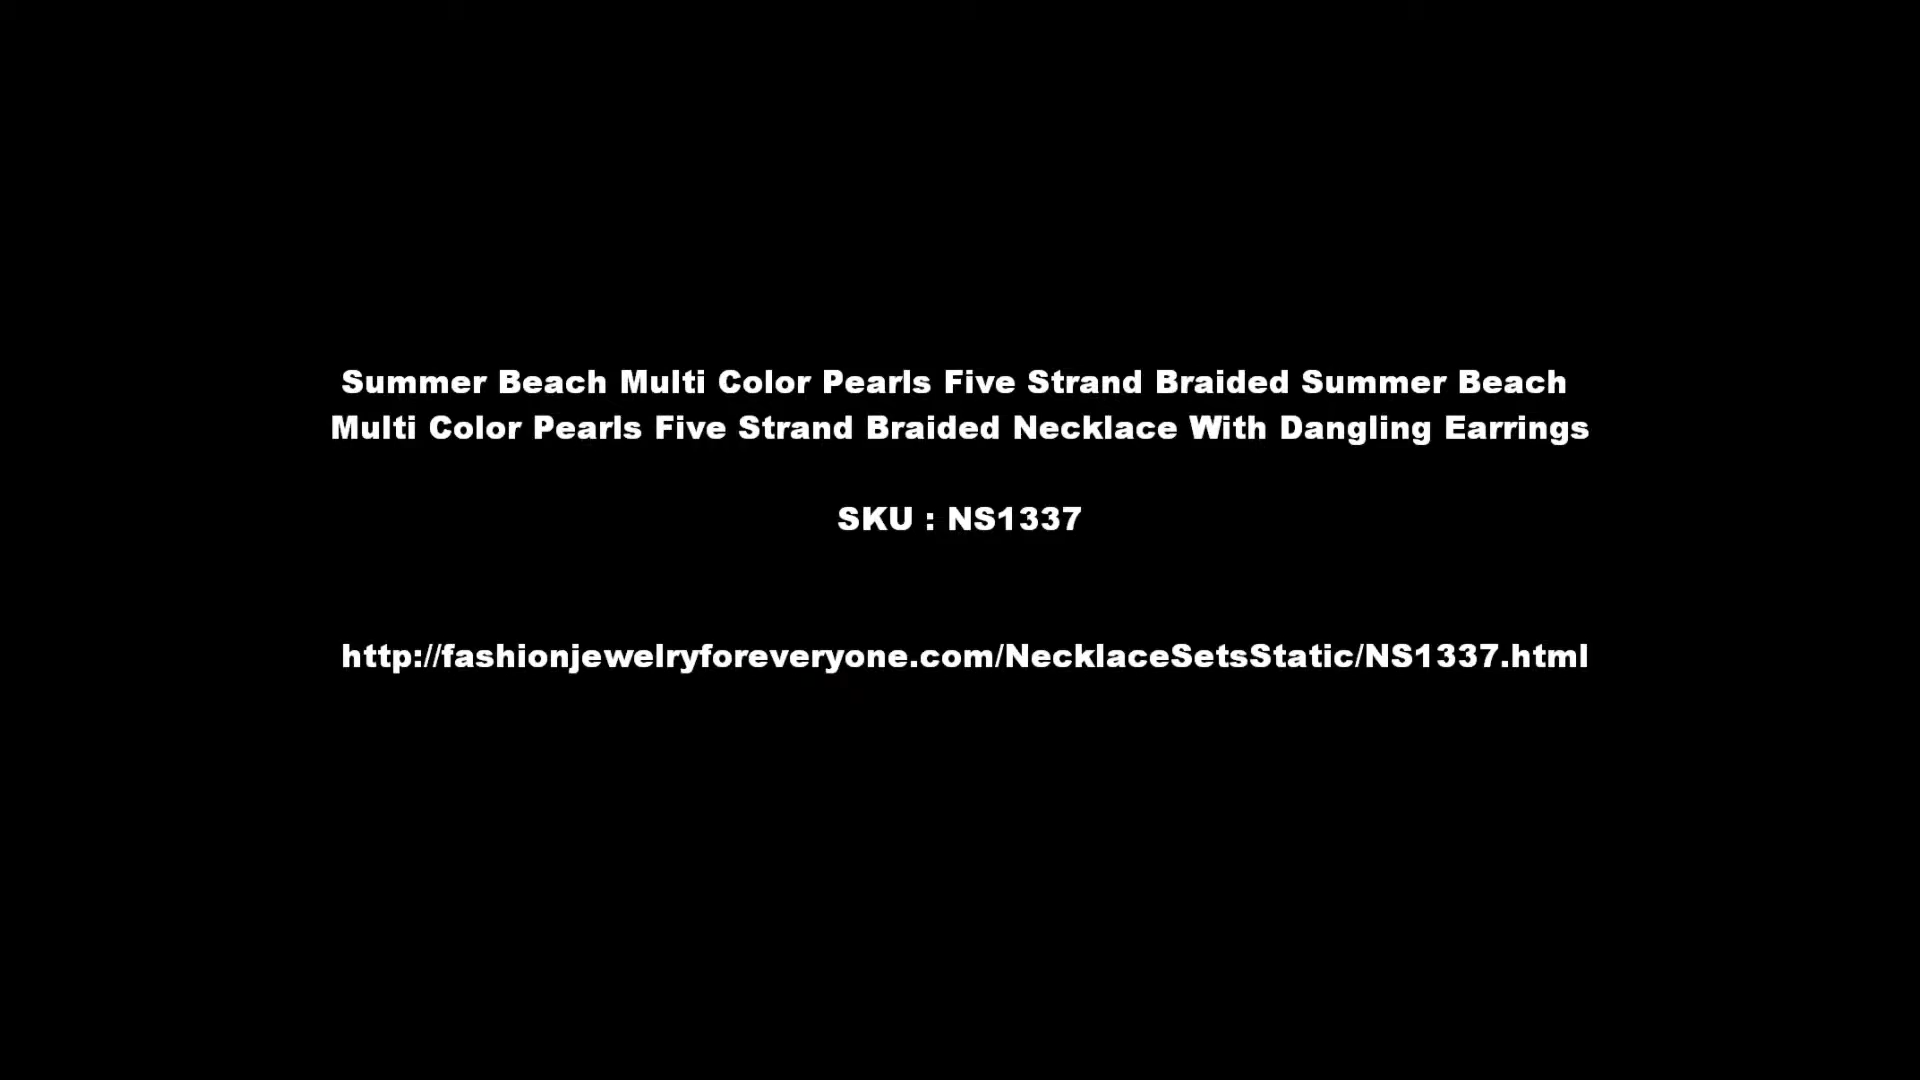 Summer Beach Multi Color Pearls Five Strand Braided Summer Beach
Multi Color Pearls Five Strand Braided Necklace With Dangling Earrings
SKU : NS1337
http://fashionjewelryforeveryone.com/NecklaceSetsStatic/NS1337.html